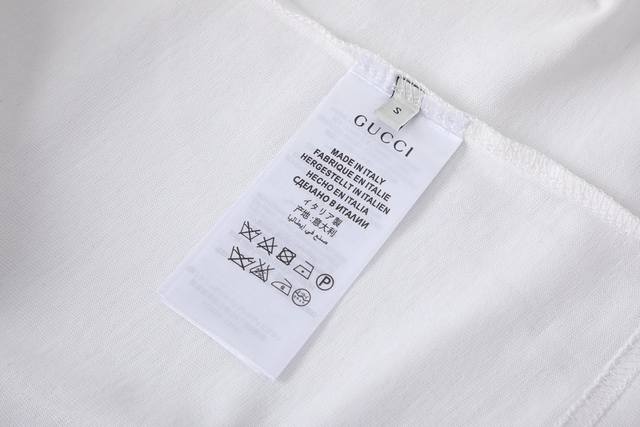 S
GUCCI
MADE IN ITALY
FABRIQUE EN ITALIE
HERGESTELLT IN ITALIEN
HECHO EN ITALIA
СДЕЛАНО В ИТАЛИИ
イタリア製
产地:意大利
صنع في إيطاليا
P